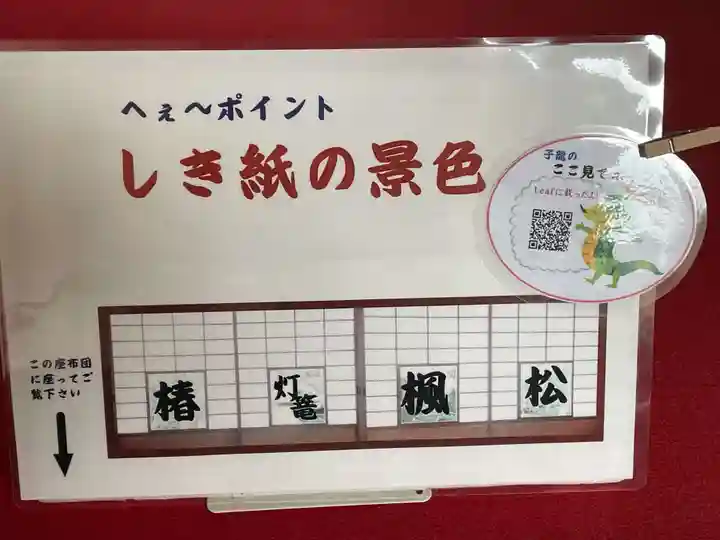 へぇ～ポイント
しき紙の景色
子龍の
ここ見て
Leafに載ったよ!
この座布団
に座ってご
覧下さい
椿
灯篭
楓
松